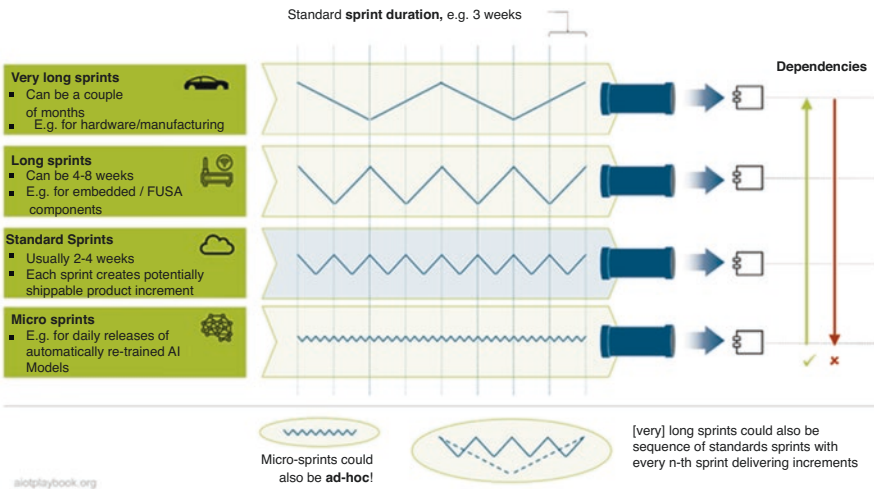 Standard sprint duration, e.g. 3 weeks
Dependencies
Very long sprints
▪ Can be a couple
of months
▪ E.g. for hardware/manufacturing
Long sprints
▪ Can be 4-8 weeks
▪ E.g. for embedded / FUSA
components
Standard Sprints
▪ Usually 2-4 weeks
▪ Each sprint creates potentially
shippable product increment
Micro sprints
▪ E.g. for daily releases of
automatically re-trained AI
Models
Micro-sprints could
also be ad-hoc!
[very] long sprints could also be
sequence of standards sprints with
every n-th sprint delivering increments
aiotplaybook.org